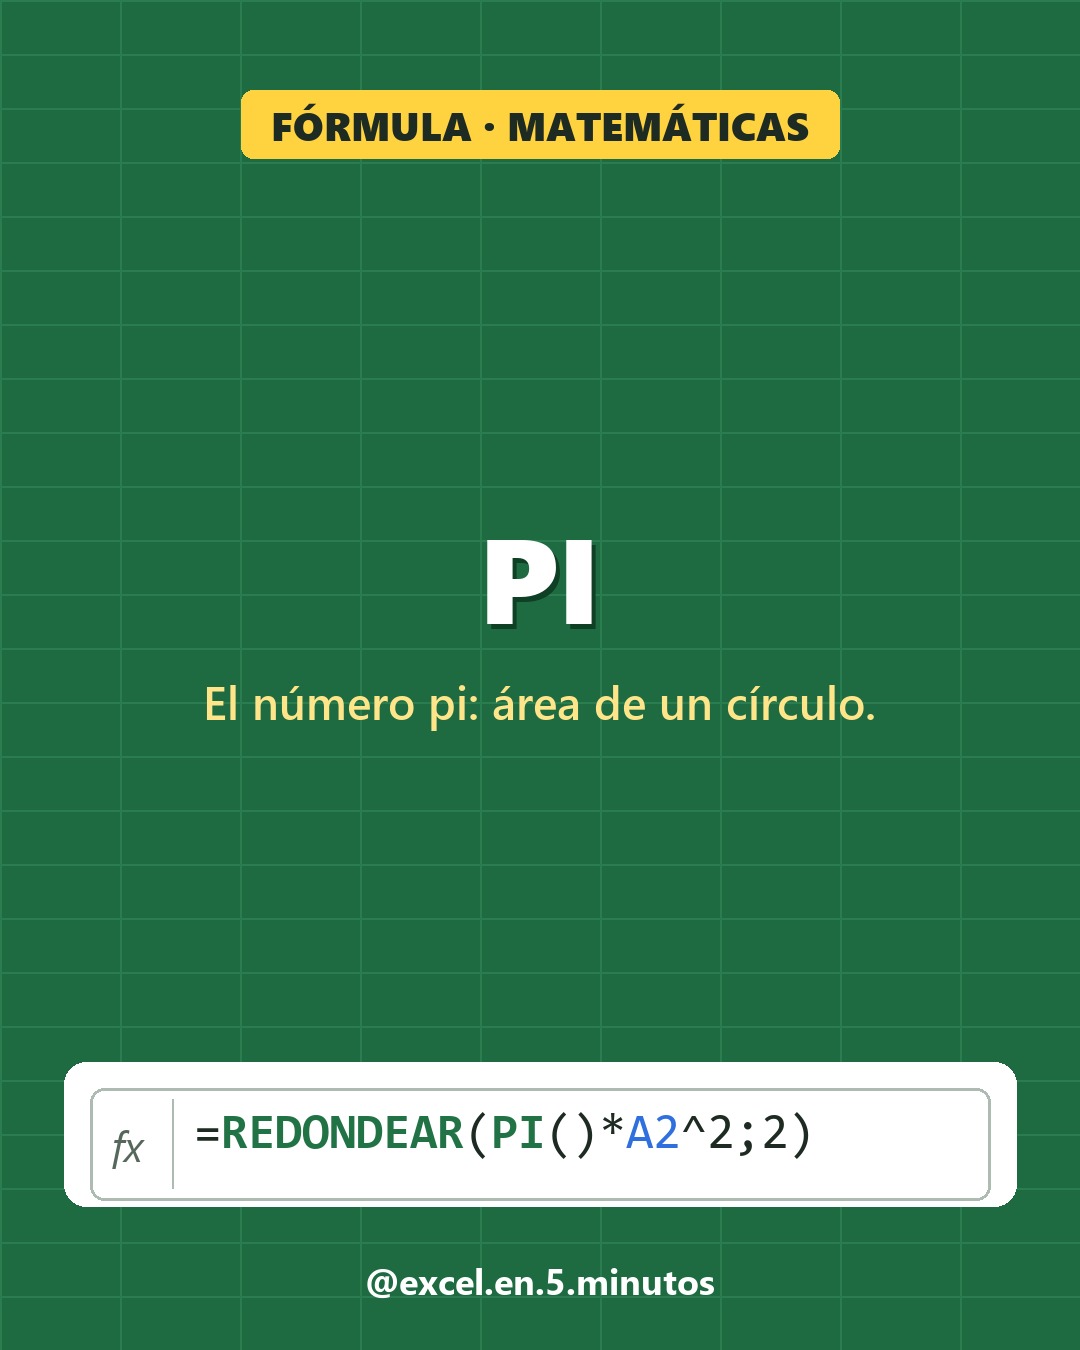 FÓRMULA · MATEMÁTICAS
PI
El número pi: área de un círculo.
fx =REDONDEAR(PI()*A2^2;2)
@excel.en.5.minutos